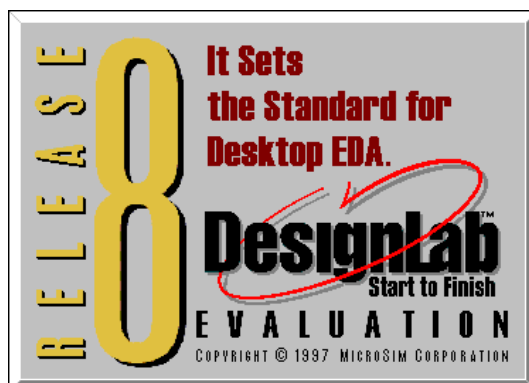 RELEASE
8
It Sets
the Standard for
Desktop EDA.
DesignLab™
Start to Finish
EVALUATION
COPYRIGHT © 1997 MICROSIM CORPORATION